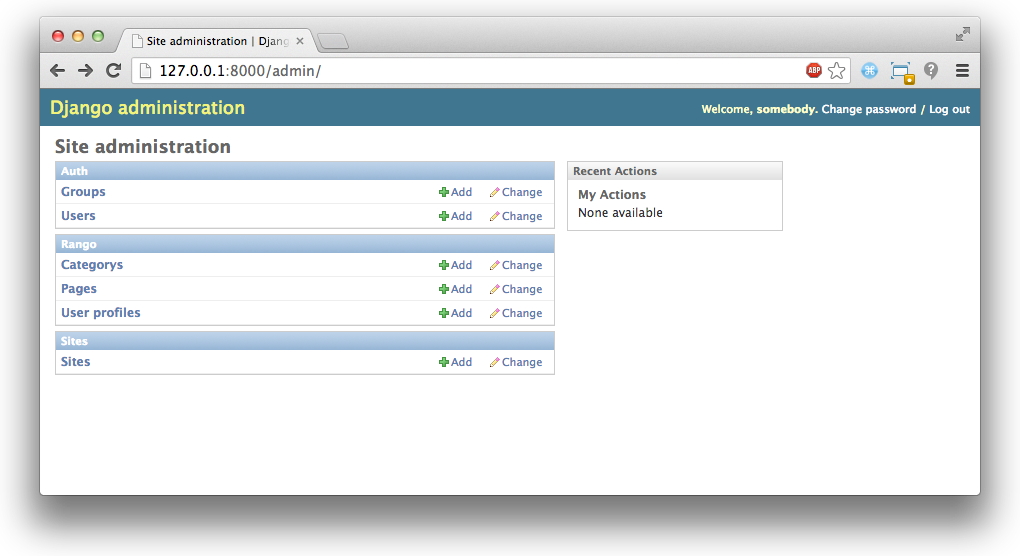 Site administration | Djang
127.0.0.1:8000/admin/
ABP
Django administration
Welcome, somebody. Change password / Log out
Site administration
Auth
Groups Add Change
Users Add Change
Rango
Categorys Add Change
Pages Add Change
User profiles Add Change
Sites
Sites Add Change
Recent Actions
My Actions
None available